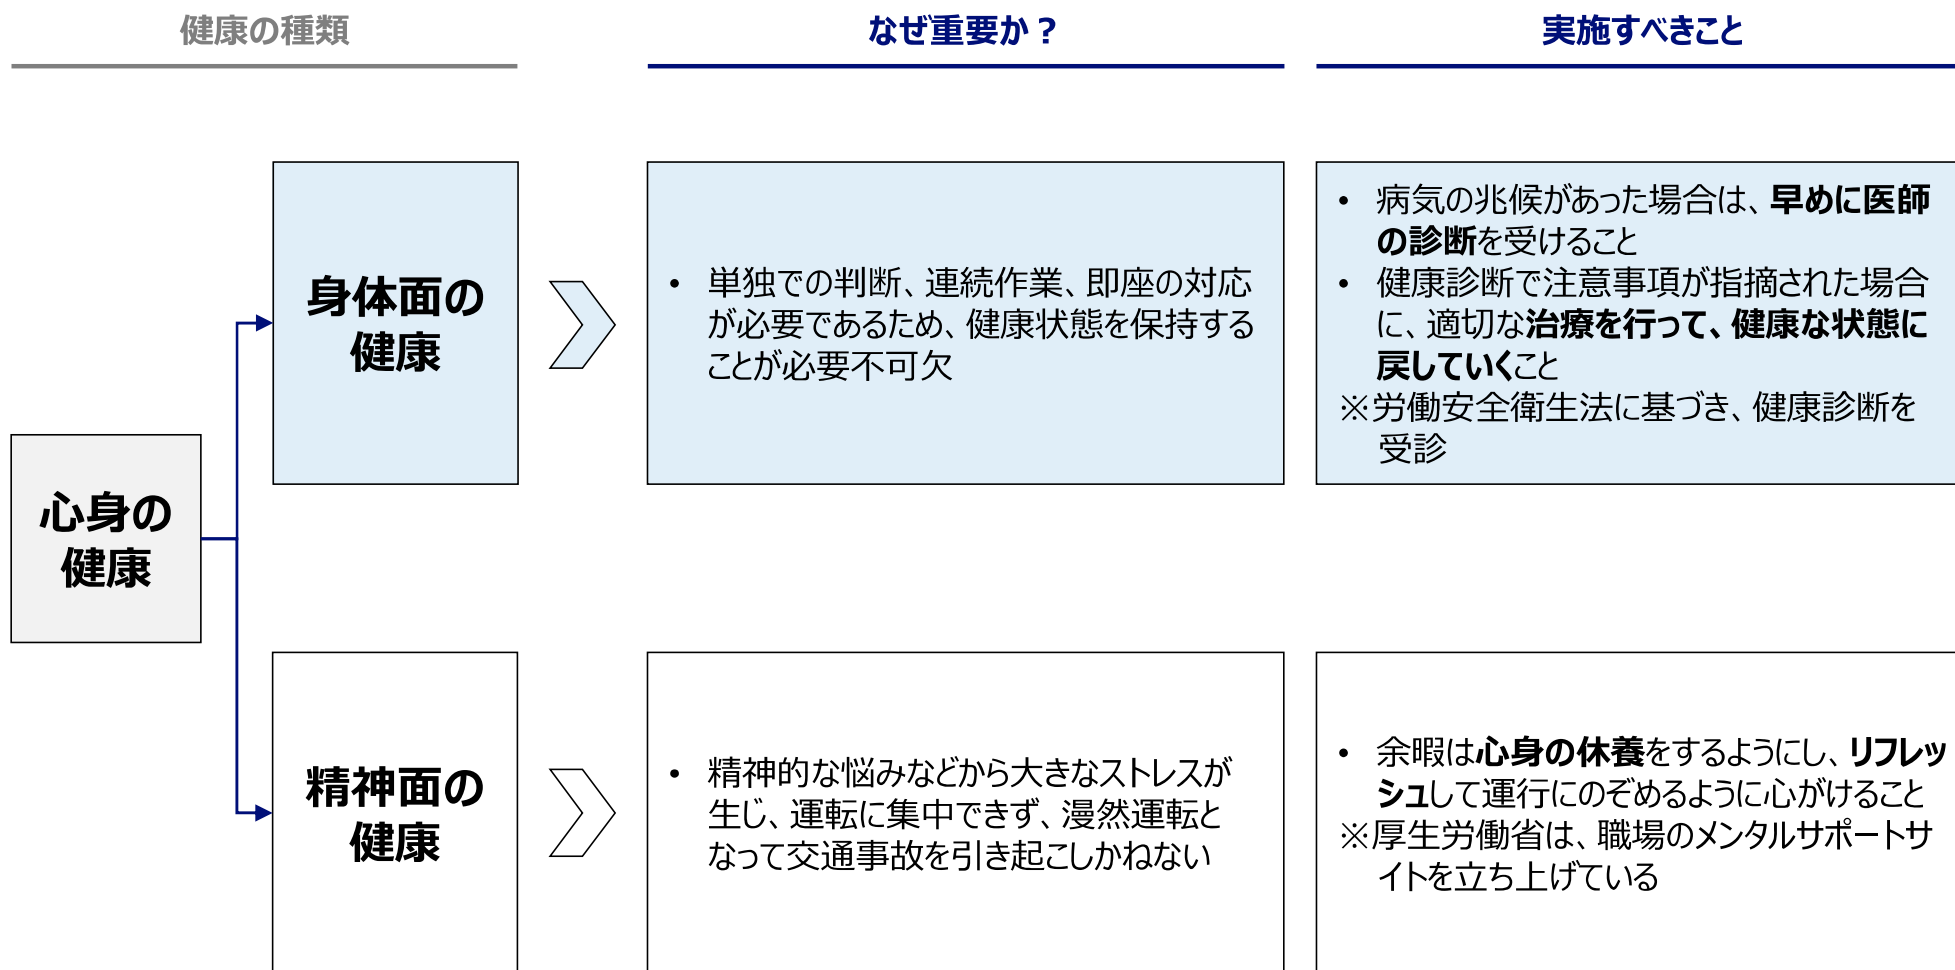 健康の種類
なぜ重要か？
実施すべきこと
心身の
健康
身体面の
健康
• 単独での判断、連続作業、即座の対応
が必要であるため、健康状態を保持する
ことが必要不可欠
• 病気の兆候があった場合は、早めに医師
の診断を受けること
• 健康診断で注意事項が指摘された場合
に、適切な治療を行って、健康な状態に
戻していくこと
※労働安全衛生法に基づき、健康診断を
受診
精神面の
健康
• 精神的な悩みなどから大きなストレスが
生じ、運転に集中できず、漫然運転と
なって交通事故を引き起こしかねない
• 余暇は心身の休養をするようにし、リフレッ
シュして運行にのぞめるように心がけること
※厚生労働省は、職場のメンタルサポートサ
イトを立ち上げている